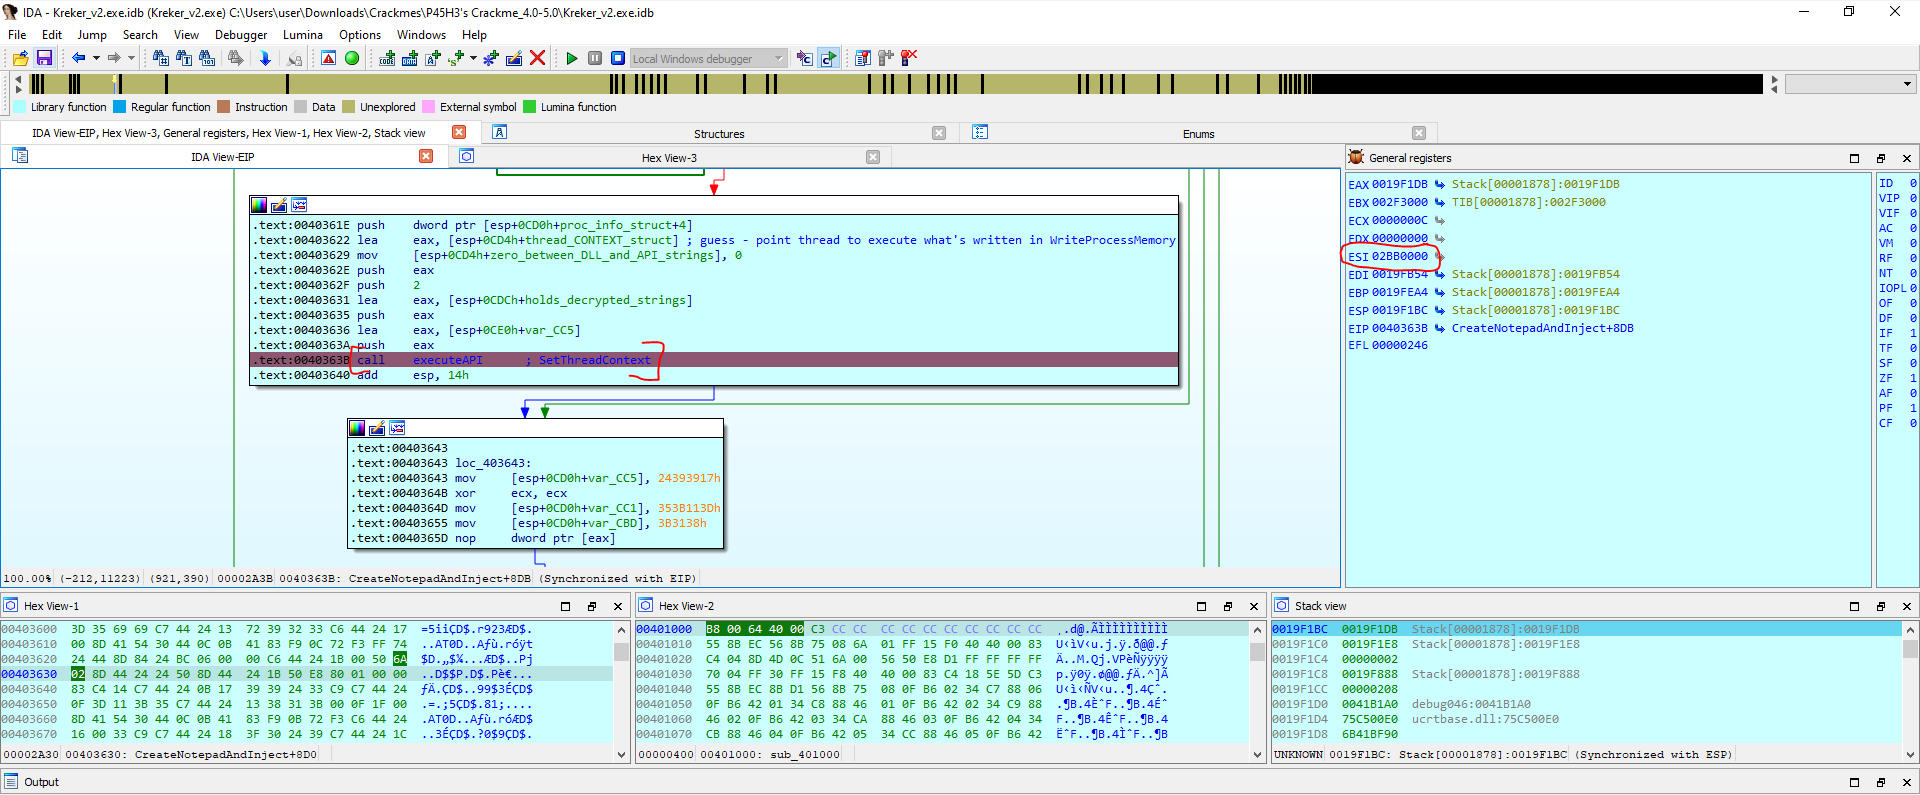 IDA - Kreker_v2.exe.idb (Kreker_v2.exe) C:\Users\user\Downloads\Crackmes\P45H3's Crackme_4.0-5.0\Kreker_v2.exe.idb
File Edit Jump Search View Debugger Lumina Options Windows Help
Local Windows debugger
Library function Regular function Instruction Data Unexplored External symbol Lumina function
IDA View-EIP, Hex View-3, General registers, Hex View-1, Hex View-2, Stack view Structures Enums
IDA View-EIP Hex View-3
.text:0040361E push dword ptr [esp+0CD0h+proc_info_struct+4]
.text:00403622 lea eax, [esp+0CD4h+thread_CONTEXT_struct] ; guess - point thread to execute what's written in WriteProcessMemory
.text:00403629 mov [esp+0CD4h+zero_between_DLL_and_API_strings], 0
.text:0040362E push eax
.text:0040362F push 2
.text:00403631 lea eax, [esp+0CDCh+holds_decrypted_strings]
.text:00403635 push eax
.text:00403636 lea eax, [esp+0CE0h+var_CC5]
.text:0040363A push eax
.text:0040363B call executeAPI ; SetThreadContext
.text:00403640 add esp, 14h
.text:00403643
.text:00403643 loc_403643:
.text:00403643 mov [esp+0CD0h+var_CC5], 24393917h
.text:0040364B xor ecx, ecx
.text:0040364D mov [esp+0CD0h+var_CC1], 353B113Dh
.text:00403655 mov [esp+0CD0h+var_CBD], 3B3138h
.text:0040365D nop dword ptr [eax]
100.00% (-212,11223) (921,390) 00002A3B 0040363B: CreateNotepadAndInject+8DB (Synchronized with EIP)
General registers
EAX 0019F1DB Stack[00001878]:0019F1DB
EBX 002F3000 TIB[00001878]:002F3000
ECX 0000000C
EDX 00000000
ESI 02BB0000
EDI 0019FB54 Stack[00001878]:0019FB54
EBP 0019FEA4 Stack[00001878]:0019FEA4
ESP 0019F1BC Stack[00001878]:0019F1BC
EIP 0040363B CreateNotepadAndInject+8DB
EFL 00000246
ID 0
VIP 0
VIF 0
AC 0
VM 0
RF 0
NT 0
IOPL 0
OF 0
DF 0
IF 1
TF 0
SF 0
ZF 1
AF 0
PF 1
CF 0
Hex View-1
00403600 3D 35 69 69 C7 44 24 13 72 39 32 33 C6 44 24 17 =5iiÇD$.r923ÆD$.
00403610 00 8D 41 54 30 44 0C 0B 41 83 F9 0C 72 F3 FF 74 ..AT0D..Aƒù.róÿt
00403620 24 44 8D 84 24 BC 06 00 00 C6 44 24 1B 00 50 6A $D.„$¼...ÆD$..Pj
00403630 02 8D 44 24 24 50 8D 44 24 1B 50 E8 80 01 00 00 ..D$$P.D$.Pè€...
00403640 83 C4 14 C7 44 24 0B 17 39 39 24 33 C9 C7 44 24 ƒÄ.ÇD$..99$3ÉÇD$
00403650 0F 3D 11 3B 35 C7 44 24 13 38 31 3B 00 0F 1F 00 .=.;5ÇD$.81;....
00403660 8D 41 54 30 44 0C 0B 41 83 F9 0B 72 F3 C6 44 24 .AT0D..Aƒù.róÆD$
00403670 16 00 33 C9 C7 44 24 18 3F 30 24 39 C7 44 24 1C ..3ÉÇD$.?0$9ÇD$.
00002A30 00403630: CreateNotepadAndInject+8D0
Hex View-2
00401000 B8 00 64 40 00 C3 CC CC CC CC CC CC CC CC CC CC ¸.d@.ÃÌÌÌÌÌÌÌÌÌÌ
00401010 55 8B EC 56 8B 75 08 6A 01 FF 15 F0 40 40 00 83 U‹ìV‹u.j.ÿ.ð@@.ƒ
00401020 C4 04 8D 4D 0C 51 6A 00 56 50 E8 D1 FF FF FF FF Ä..M.Qj.VPèÑÿÿÿÿ
00401030 70 04 FF 30 FF 15 F8 40 40 00 83 C4 18 5E 5D C3 p.ÿ0ÿ.ø@@.ƒÄ.^]Ã
00401040 55 8B EC 8B D1 56 8B 75 08 0F B6 02 34 C7 88 06 U‹ì‹ÑV‹u..¶.4Çˆ.
00401050 0F B6 42 01 34 C8 88 46 01 0F B6 42 02 34 C9 88 .¶B.4ÈˆF..¶B.4Éˆ
00401060 46 02 0F B6 42 03 34 CA 88 46 03 0F B6 42 04 34 F..¶B.4ÊˆF..¶B.4
00401070 CB 88 46 04 0F B6 42 05 34 CC 88 46 05 0F B6 42 ËˆF..¶B.4ÌˆF..¶B
00000400 00401000: sub_401000
Stack view
0019F1BC 0019F1DB Stack[00001878]:0019F1DB
0019F1C0 0019F1E8 Stack[00001878]:0019F1E8
0019F1C4 00000002
0019F1C8 0019F888 Stack[00001878]:0019F888
0019F1CC 00000208
0019F1D0 0041B1A0 debug046:0041B1A0
0019F1D4 75C500E0 ucrtbase.dll:75C500E0
0019F1D8 6B41BF90
UNKNOWN 0019F1BC: Stack[00001878]:0019F1BC (Synchronized with ESP)
Output